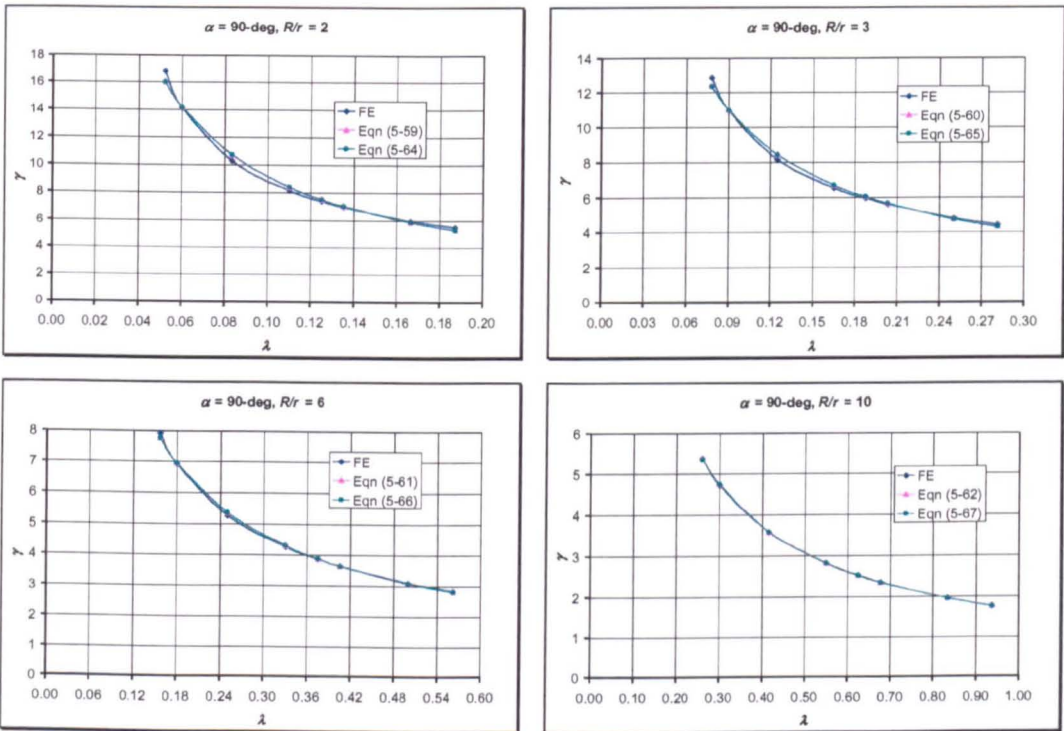 α = 90-deg, R/r = 2
18
16
14
12
10
8
6
4
2
0
γ
0.00 0.02 0.04 0.06 0.08 0.10 0.12 0.14 0.16 0.18 0.20
λ
FE
Eqn (5-59)
Eqn (5-64)
α = 90-deg, R/r = 3
14
12
10
8
6
4
2
0
γ
0.00 0.03 0.06 0.09 0.12 0.15 0.18 0.21 0.24 0.27 0.30
λ
FE
Eqn (5-60)
Eqn (5-65)
α = 90-deg, R/r = 6
8
7
6
5
4
3
2
1
0
γ
0.00 0.06 0.12 0.18 0.24 0.30 0.36 0.42 0.48 0.54 0.60
λ
FE
Eqn (5-61)
Eqn (5-66)
α = 90-deg, R/r = 10
6
5
4
3
2
1
0
γ
0.00 0.10 0.20 0.30 0.40 0.50 0.60 0.70 0.80 0.90 1.00
λ
FE
Eqn (5-62)
Eqn (5-67)